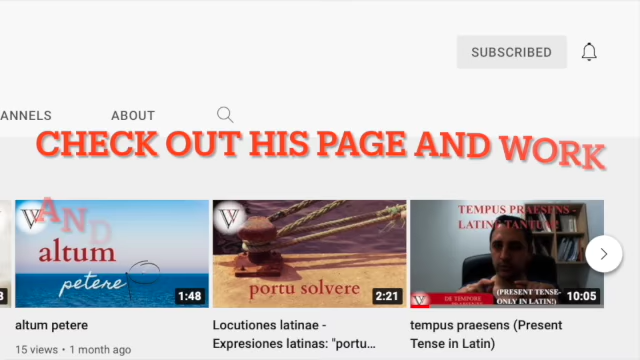 SUBSCRIBED
ANNELS
ABOUT
CHECK OUT HIS PAGE AND WORK
AND
altum
petere
1:48
portu solvere
2:21
TEMPUS PRAESENS -
(PRESENT TENSE-
DE TEMPORE
ONLY IN LATIN!)
10:05
altum petere
Locutiones latinae -
tempus praesens (Present
Expresiones latinas: "portu...
Tense in Latin)
15 views • 1 month ago